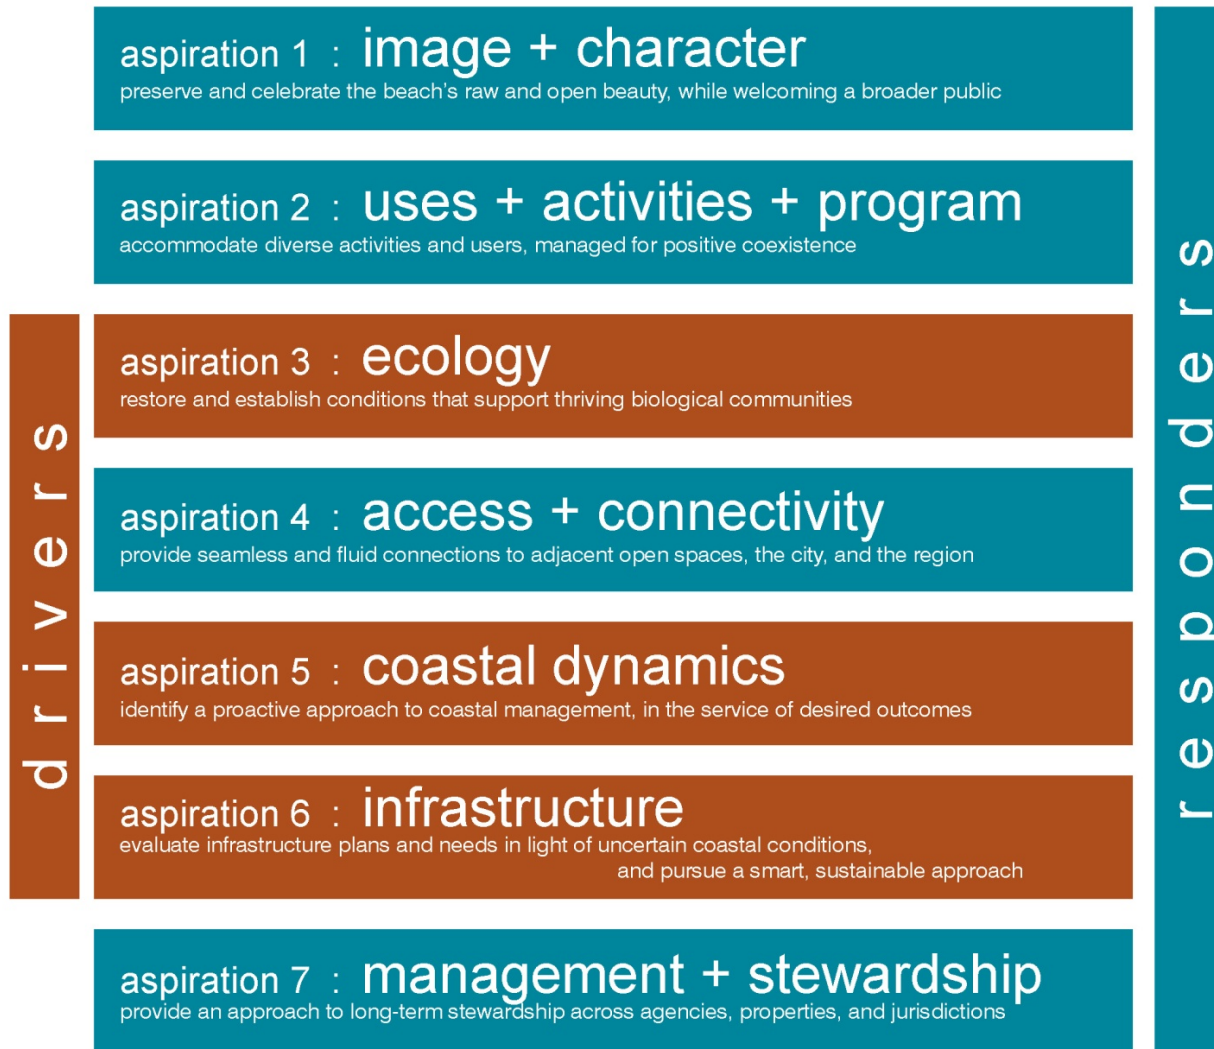 aspiration 1 : image + character
preserve and celebrate the beach's raw and open beauty, while welcoming a broader public
aspiration 2 : uses + activities + program
accommodate diverse activities and users, managed for positive coexistence
aspiration 3 : ecology
restore and establish conditions that support thriving biological communities
aspiration 4 : access + connectivity
provide seamless and fluid connections to adjacent open spaces, the city, and the region
aspiration 5 : coastal dynamics
identify a proactive approach to coastal management, in the service of desired outcomes
aspiration 6 : infrastructure
evaluate infrastructure plans and needs in light of uncertain coastal conditions,
and pursue a smart, sustainable approach
aspiration 7 : management + stewardship
provide an approach to long-term stewardship across agencies, properties, and jurisdictions
drivers
responders